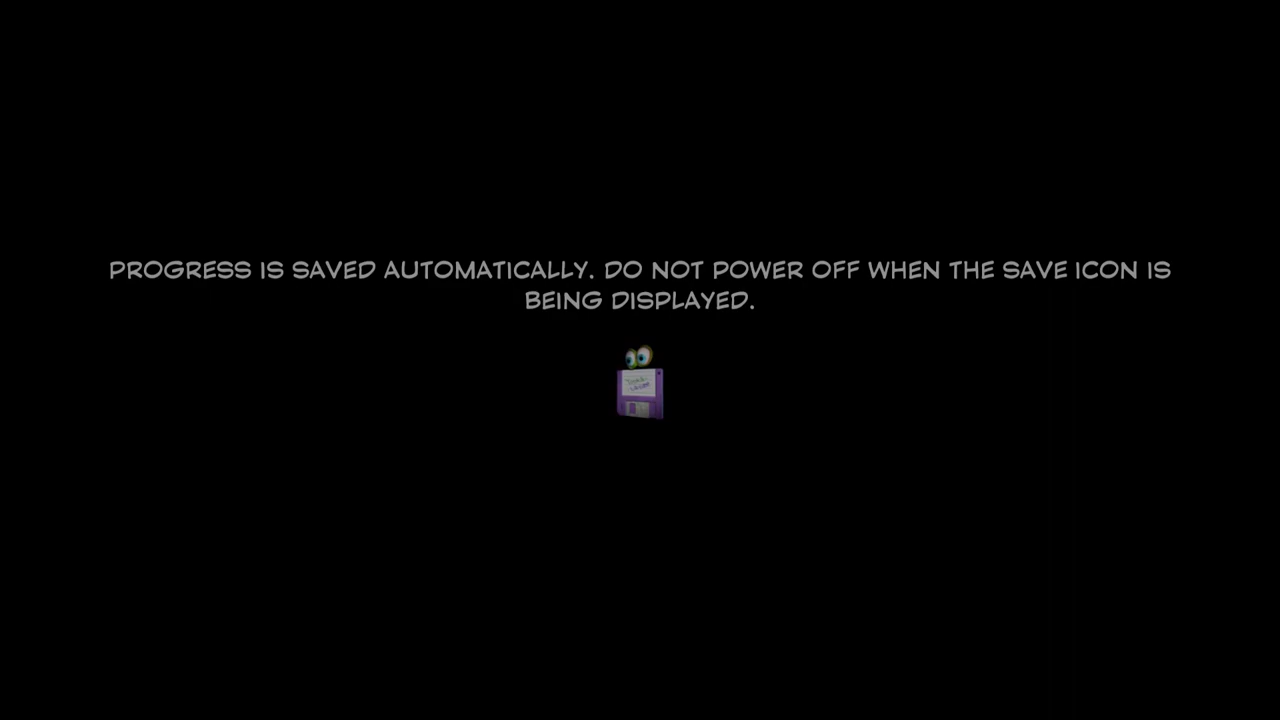 PROGRESS IS SAVED AUTOMATICALLY. DO NOT POWER OFF WHEN THE SAVE ICON IS
BEING DISPLAYED.